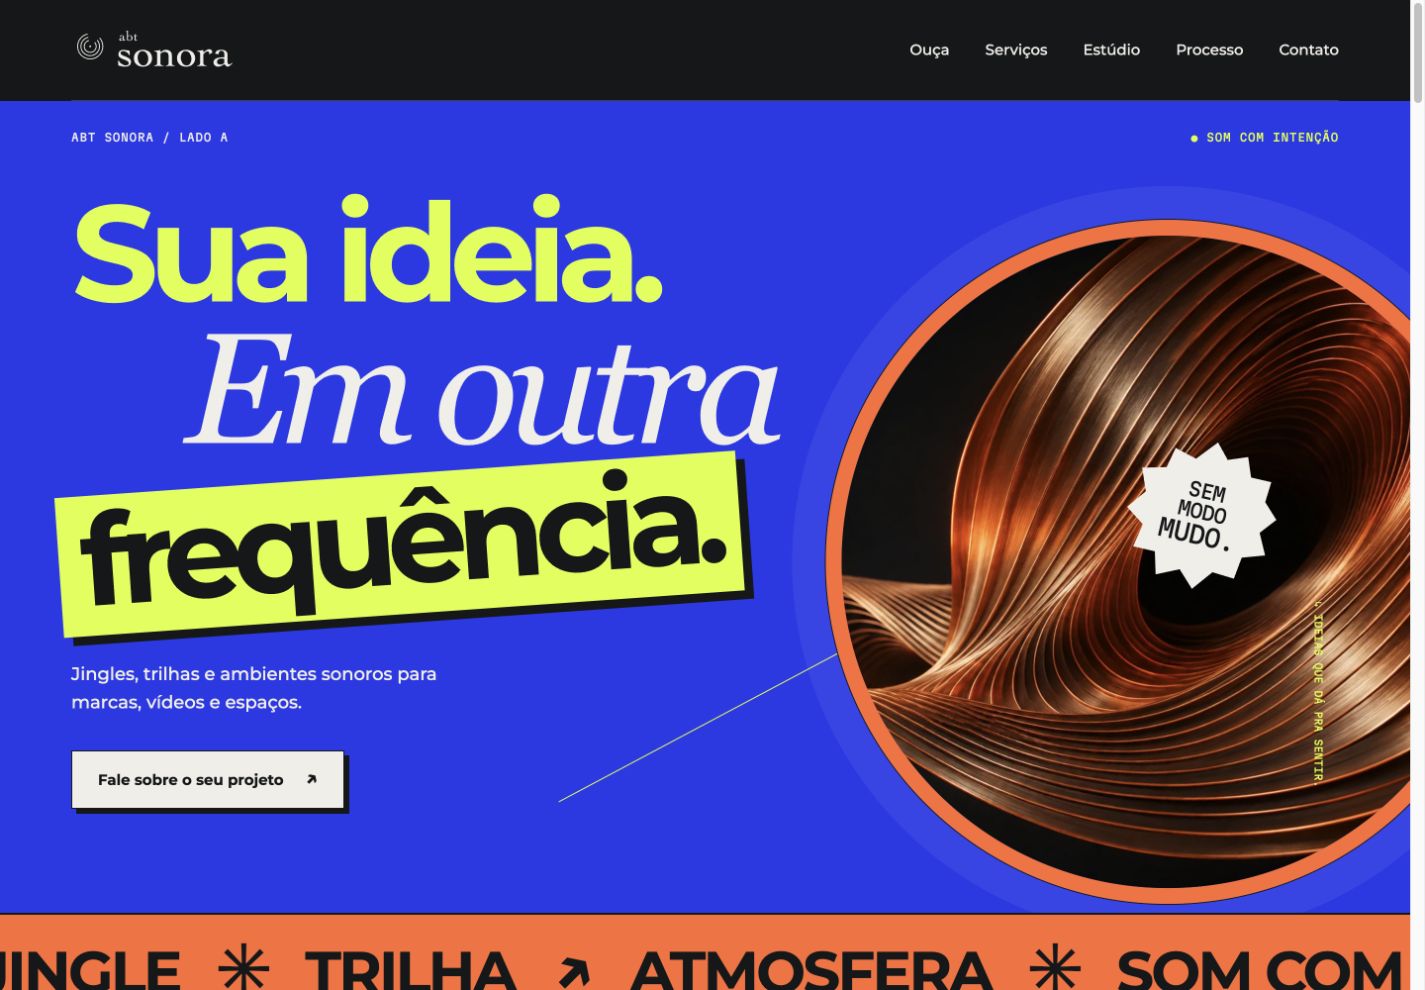 abt
sonora
Ouça
Serviços
Estúdio
Processo
Contato
ABT SONORA / LADO A
SOM COM INTENÇÃO
Sua ideia.
Em outra
frequência.
SEM
MODO
MUDO.
IDEIAS QUE DÁ PRA SENTIR.
Jingles, trilhas e ambientes sonoros para
marcas, vídeos e espaços.
Fale sobre o seu projeto ↗
JINGLE ✳ TRILHA ↗ ATMOSFERA ✳ SOM COM